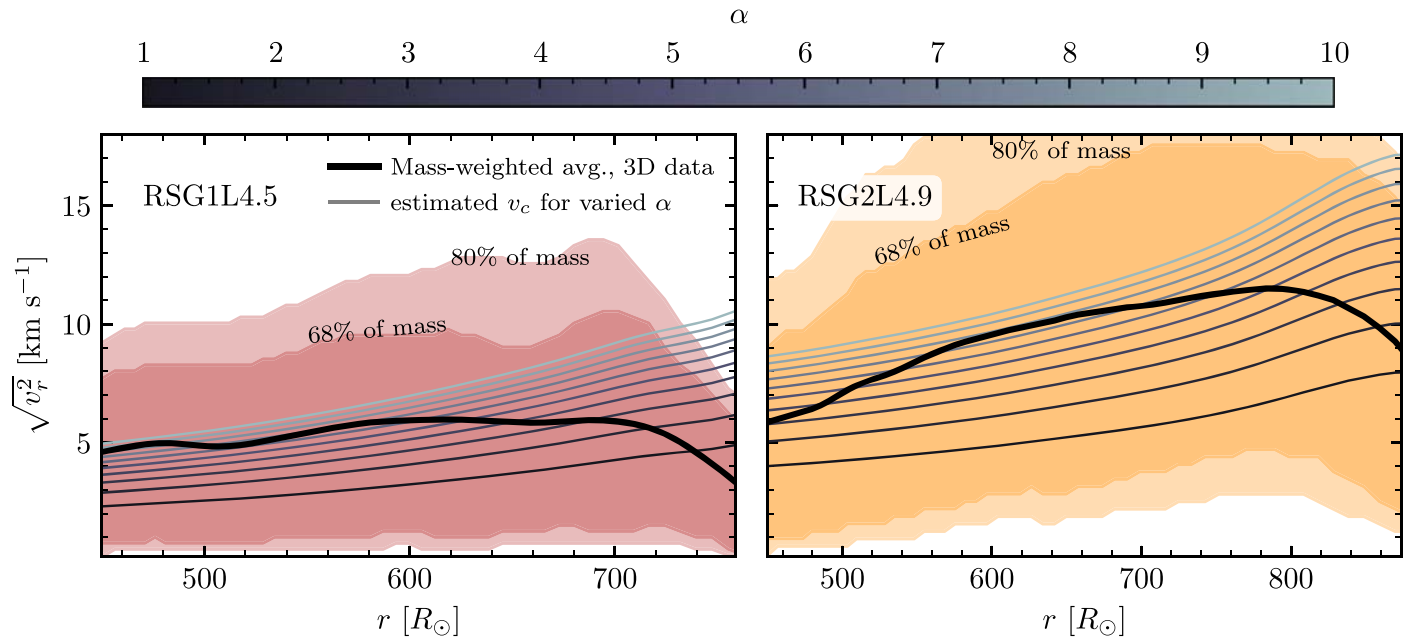 α
1 2 3 4 5 6 7 8 9 10
Mass-weighted avg., 3D data
estimated v_c for varied α
RSG1L4.5
80% of mass
68% of mass
RSG2L4.9
80% of mass
68% of mass
15
10
5
√v_r^2 [km s⁻¹]
500 600 700
r [R_⊙]
500 600 700 800
r [R_⊙]